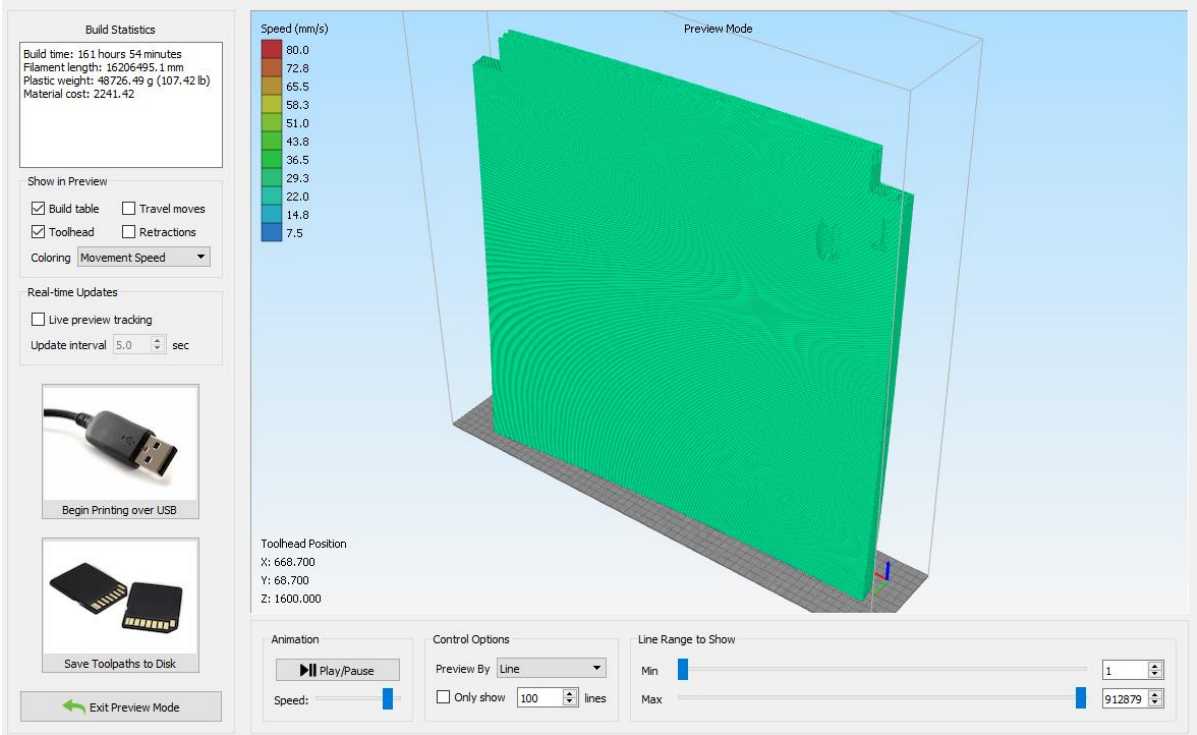 Build Statistics
Build time: 161 hours 54 minutes
Filament length: 16206495.1 mm
Plastic weight: 48726.49 g (107.42 lb)
Material cost: 2241.42
Show in Preview
Build table
Travel moves
Toolhead
Retractions
Coloring Movement Speed
Real-time Updates
Live preview tracking
Update interval 5.0 sec
Begin Printing over USB
Save Toolpaths to Disk
Exit Preview Mode
Speed (mm/s)
80.0
72.8
65.5
58.3
51.0
43.8
36.5
29.3
22.0
14.8
7.5
Preview Mode
Toolhead Position
X: 668.700
Y: 68.700
Z: 1600.000
Animation
Play/Pause
Speed:
Control Options
Preview By Line
Only show 100 lines
Line Range to Show
Min 1
Max 912879